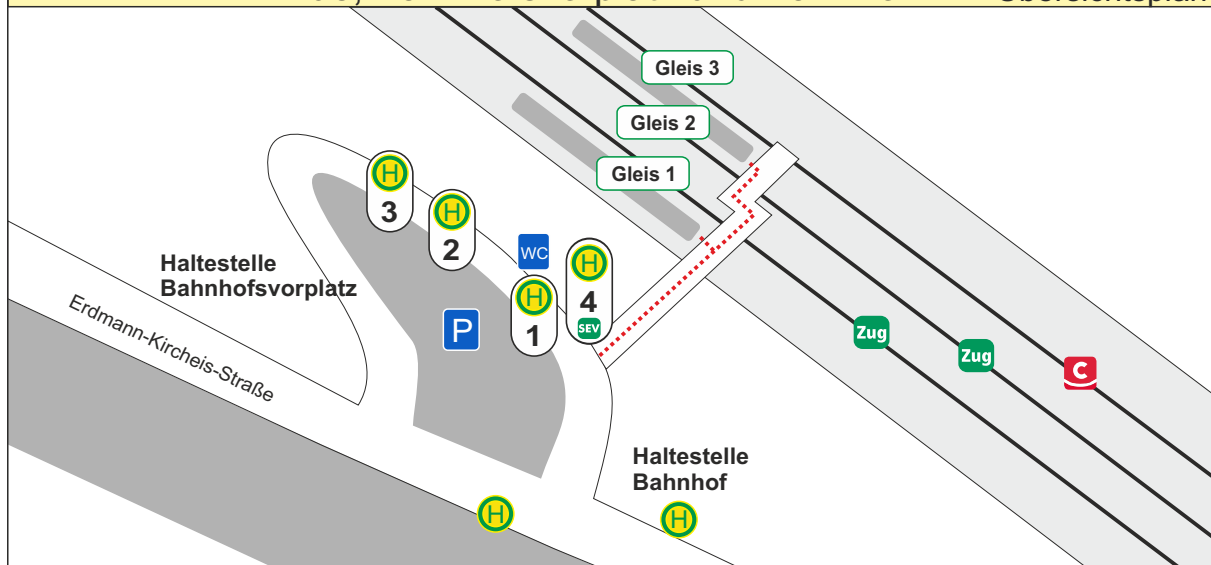 Übersichtsplan
Gleis 3
Gleis 2
Gleis 1
H
3
H
2
WC
H
4
SEV
H
1
P
Haltestelle
Bahnhofsvorplatz
Erdmann-Kircheis-Straße
Zug
Zug
C
Haltestelle
Bahnhof
H
H